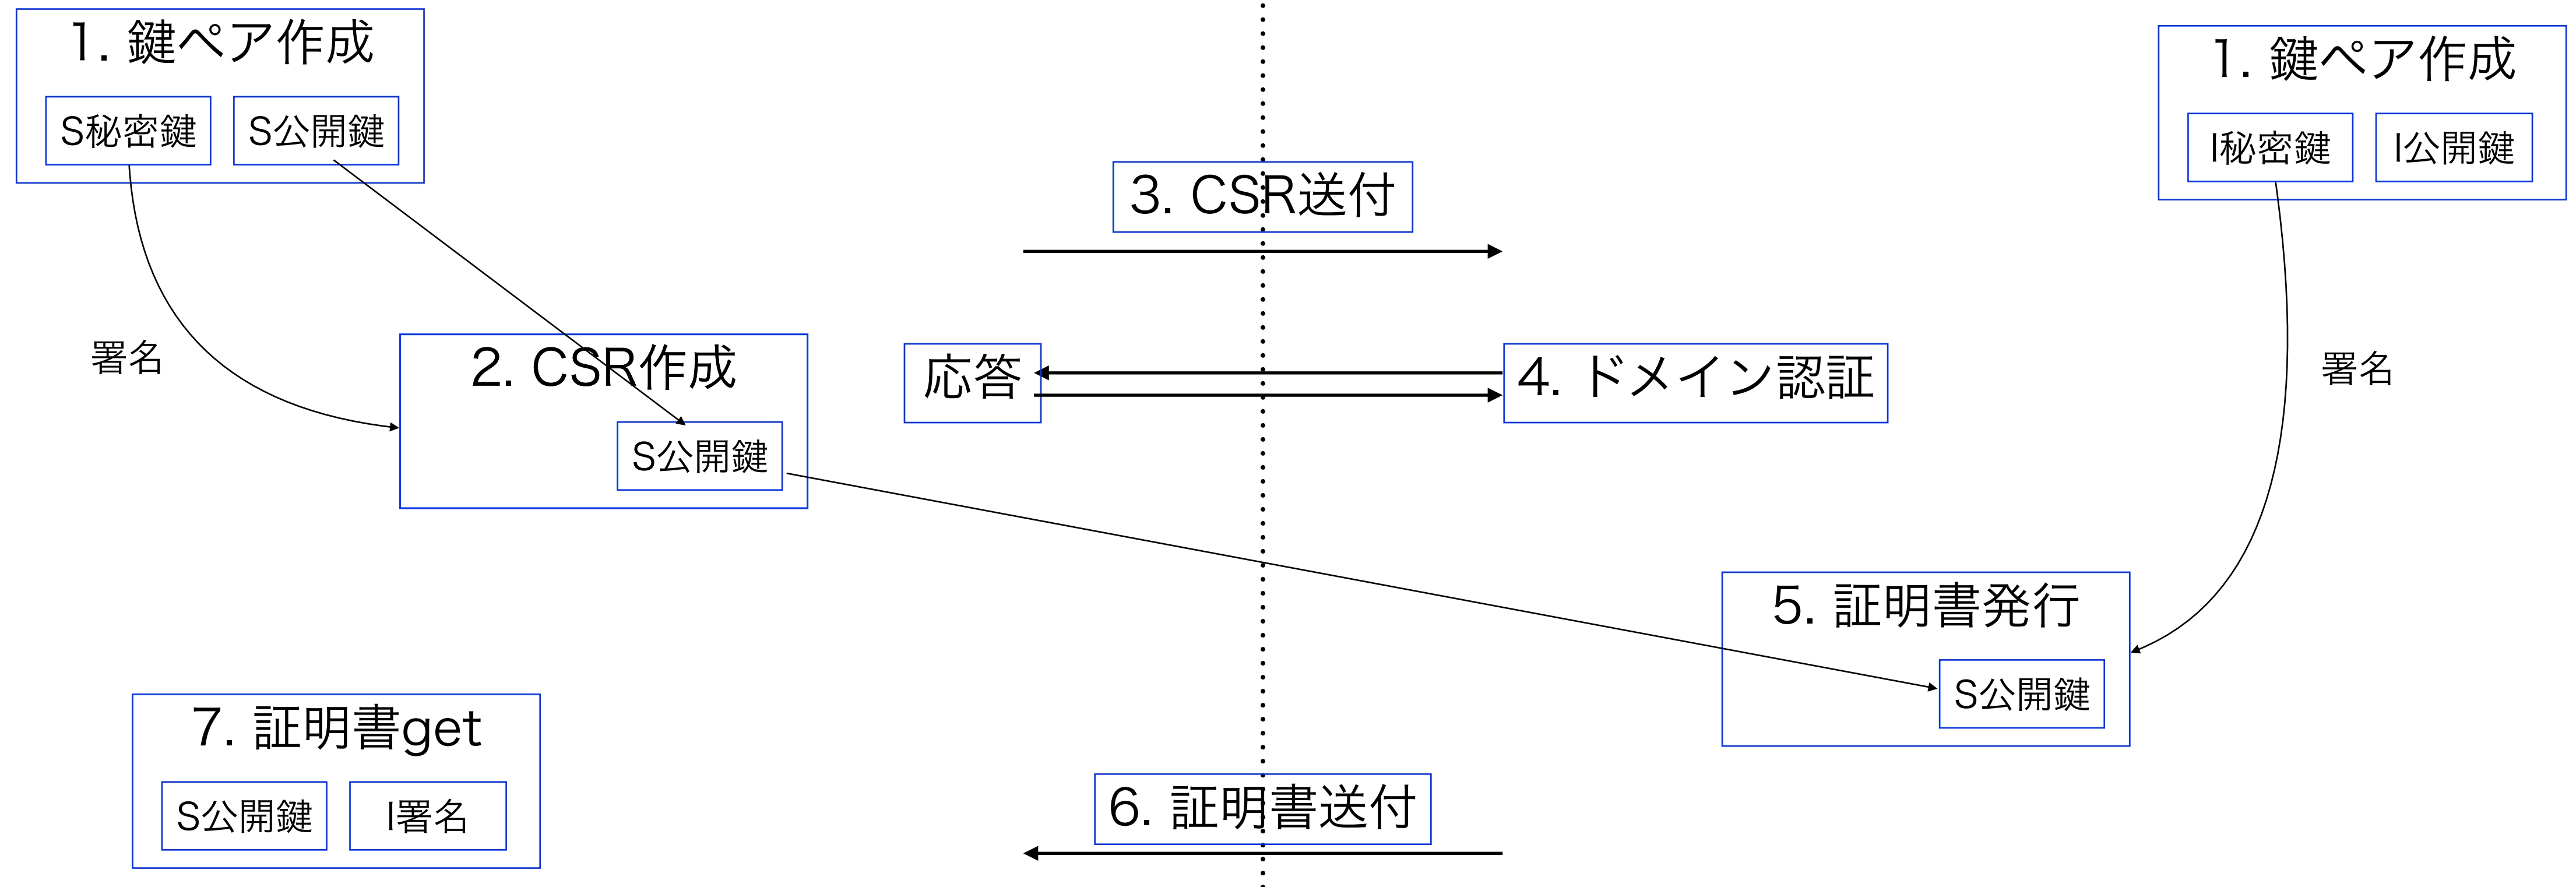 1. 鍵ペア作成
S秘密鍵
S公開鍵
1. 鍵ペア作成
I秘密鍵
I公開鍵
3. CSR送付
署名
2. CSR作成
S公開鍵
応答
4. ドメイン認証
署名
5. 証明書発行
S公開鍵
7. 証明書get
S公開鍵
I署名
6. 証明書送付